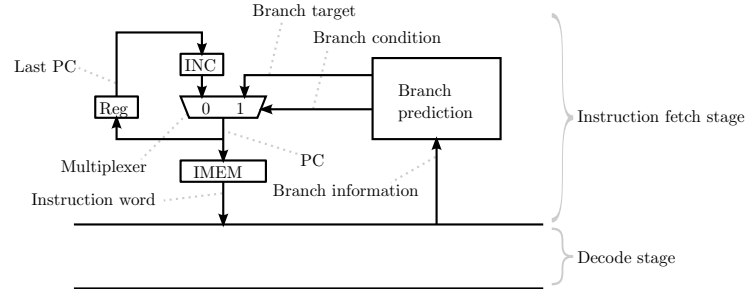 Branch target
Branch condition
Last PC
INC
Reg
0 1
Branch
prediction
Instruction fetch stage
Multiplexer
PC
IMEM
Instruction word
Branch information
Decode stage